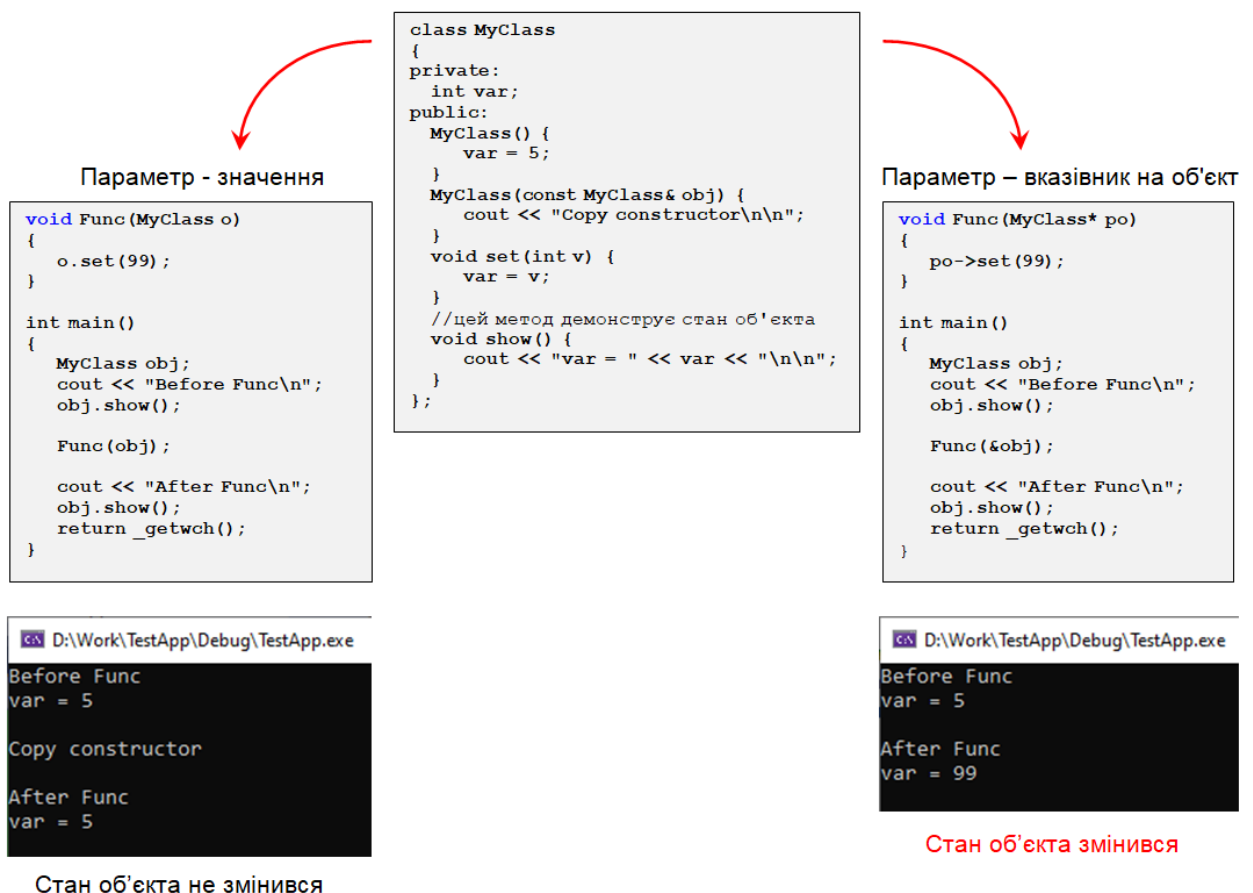 class MyClass
{
private:
int var;
public:
MyClass() {
var = 5;
}
MyClass(const MyClass& obj) {
cout << "Copy constructor\n\n";
}
void set(int v) {
var = v;
}
//цей метод демонструє стан об'єкта
void show() {
cout << "var = " << var << "\n\n";
}
};
Параметр - значення
void Func(MyClass o)
{
o.set(99);
}
int main()
{
MyClass obj;
cout << "Before Func\n";
obj.show();
Func(obj);
cout << "After Func\n";
obj.show();
return _getwch();
}
D:\Work\TestApp\Debug\TestApp.exe
Before Func
var = 5
Copy constructor
After Func
var = 5
Стан об’єкта не змінився
Параметр – вказівник на об'єкт
void Func(MyClass* po)
{
po->set(99);
}
int main()
{
MyClass obj;
cout << "Before Func\n";
obj.show();
Func(&obj);
cout << "After Func\n";
obj.show();
return _getwch();
}
D:\Work\TestApp\Debug\TestApp.exe
Before Func
var = 5
After Func
var = 99
Стан об’єкта змінився